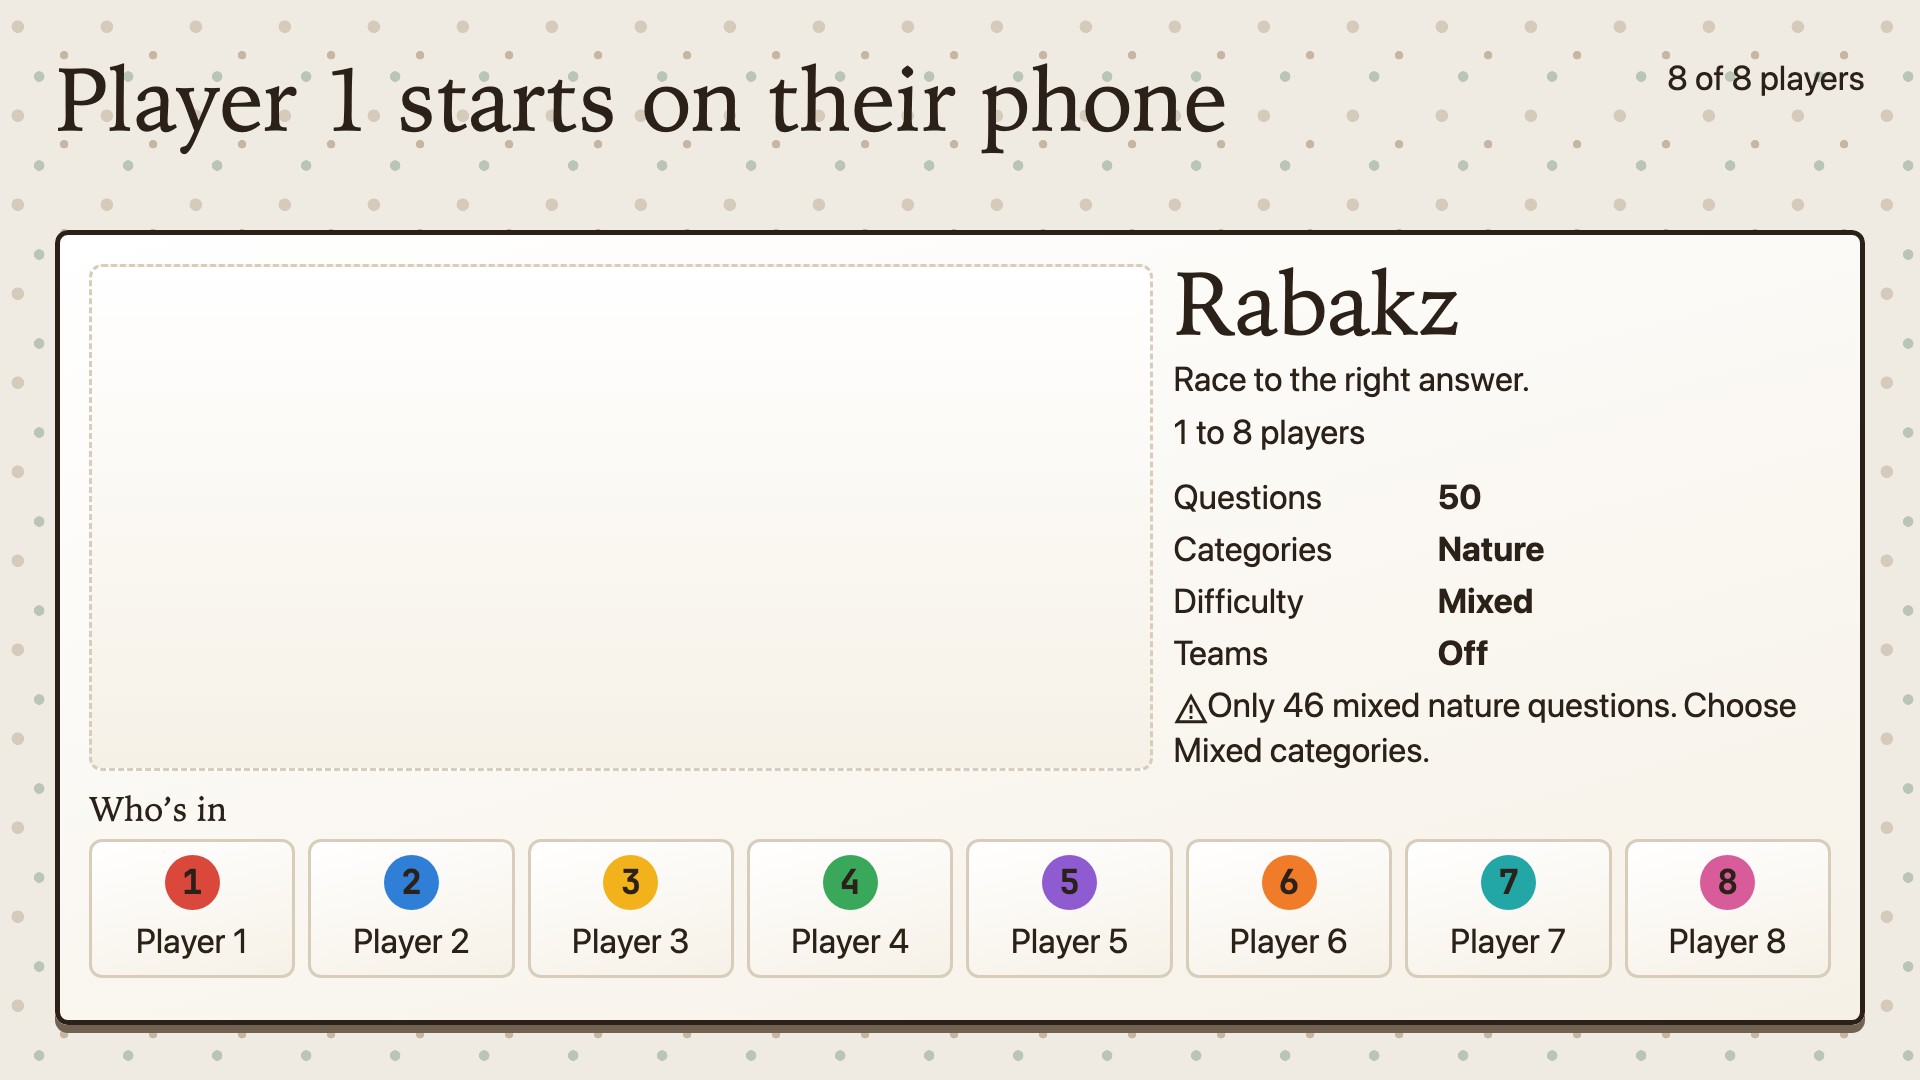 Player 1 starts on their phone
8 of 8 players
Rabakz
Race to the right answer.
1 to 8 players
Questions 50
Categories Nature
Difficulty Mixed
Teams Off
⚠Only 46 mixed nature questions. Choose
Mixed categories.
Who’s in
1 2 3 4 5 6 7 8
Player 1 Player 2 Player 3 Player 4 Player 5 Player 6 Player 7 Player 8